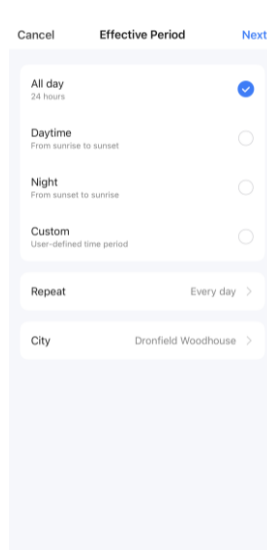 Cancel Effective Period Next
All day
24 hours
Daytime
From sunrise to sunset
Night
From sunset to sunrise
Custom
User-defined time period
Repeat Every day
City Dronfield Woodhouse